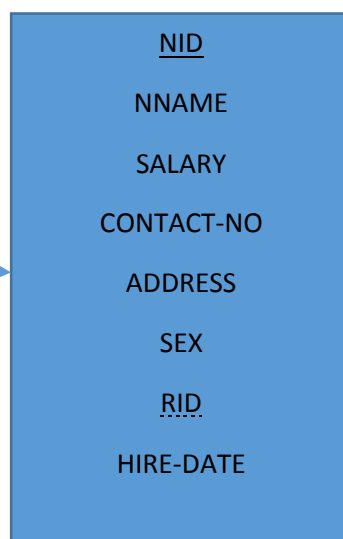 NID
NNAME
SALARY
CONTACT-NO
ADDRESS
SEX
RID
HIRE-DATE